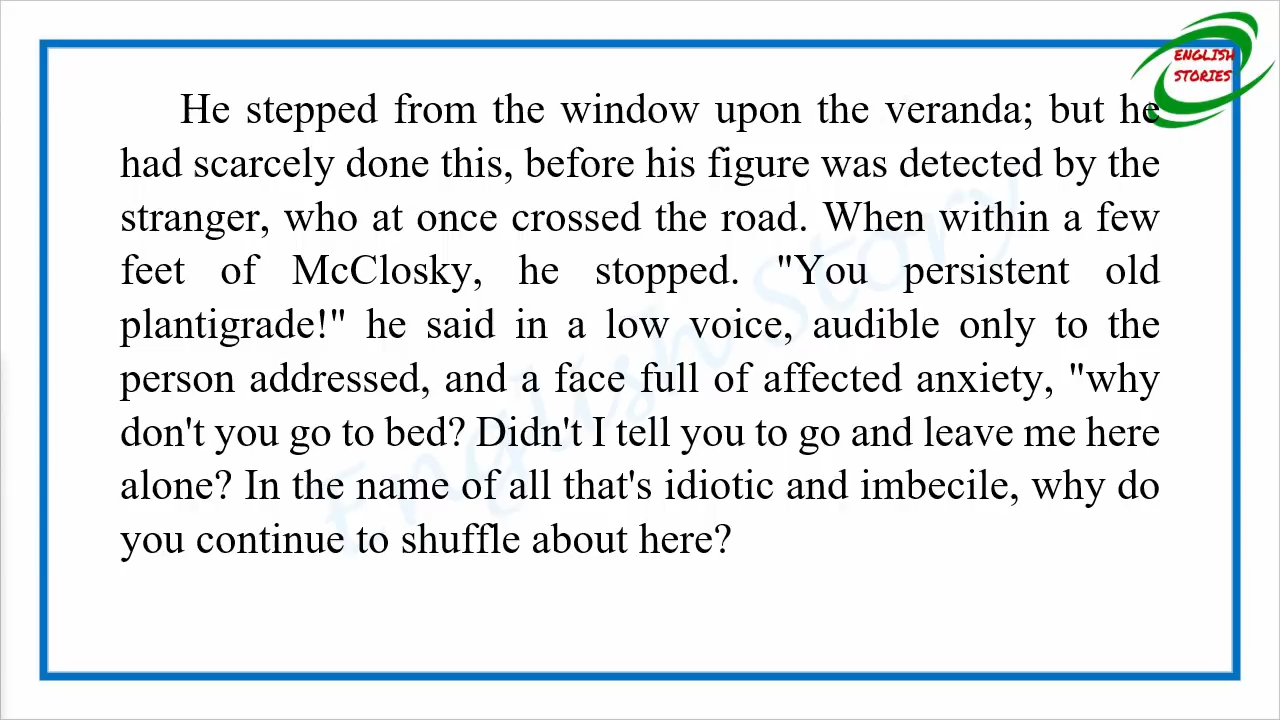 ENGLISH
STORIES
He stepped from the window upon the veranda; but he
had scarcely done this, before his figure was detected by the
stranger, who at once crossed the road. When within a few
feet of McClosky, he stopped. "You persistent old
plantigrade!" he said in a low voice, audible only to the
person addressed, and a face full of affected anxiety, "why
don't you go to bed? Didn't I tell you to go and leave me here
alone? In the name of all that's idiotic and imbecile, why do
you continue to shuffle about here?
English Story